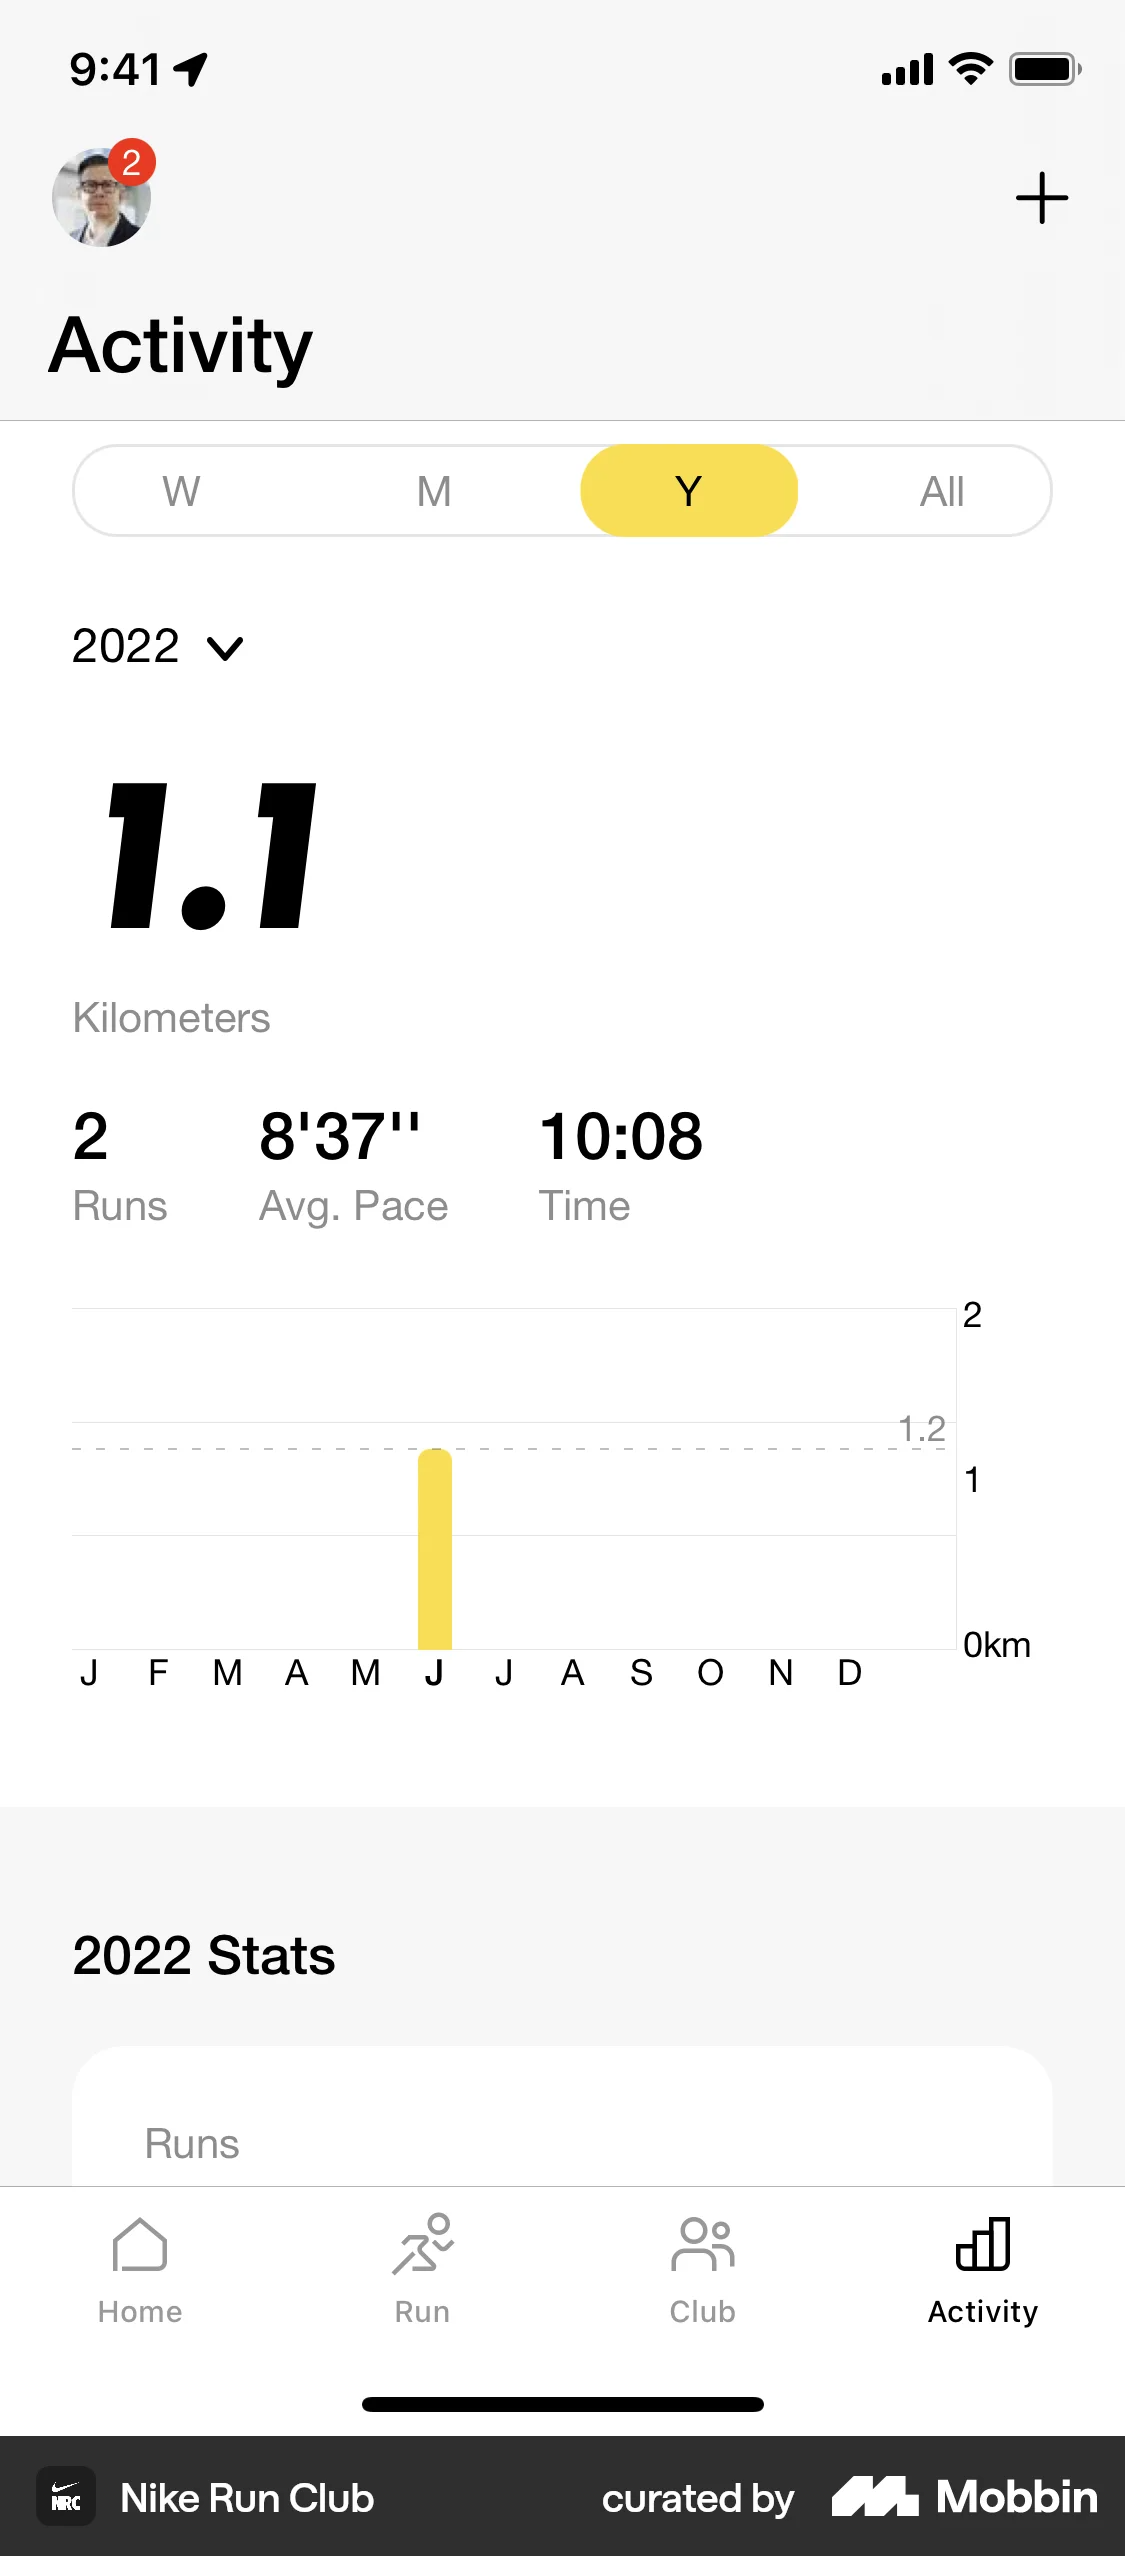 9:41
2
Activity
W M Y All
2022
1.1
Kilometers
2 8'37'' 10:08
Runs Avg. Pace Time
2
1.2
1
0km
J F M A M J J A S O N D
2022 Stats
Runs
Home Run Club Activity
NRC Nike Run Club curated by Mobbin